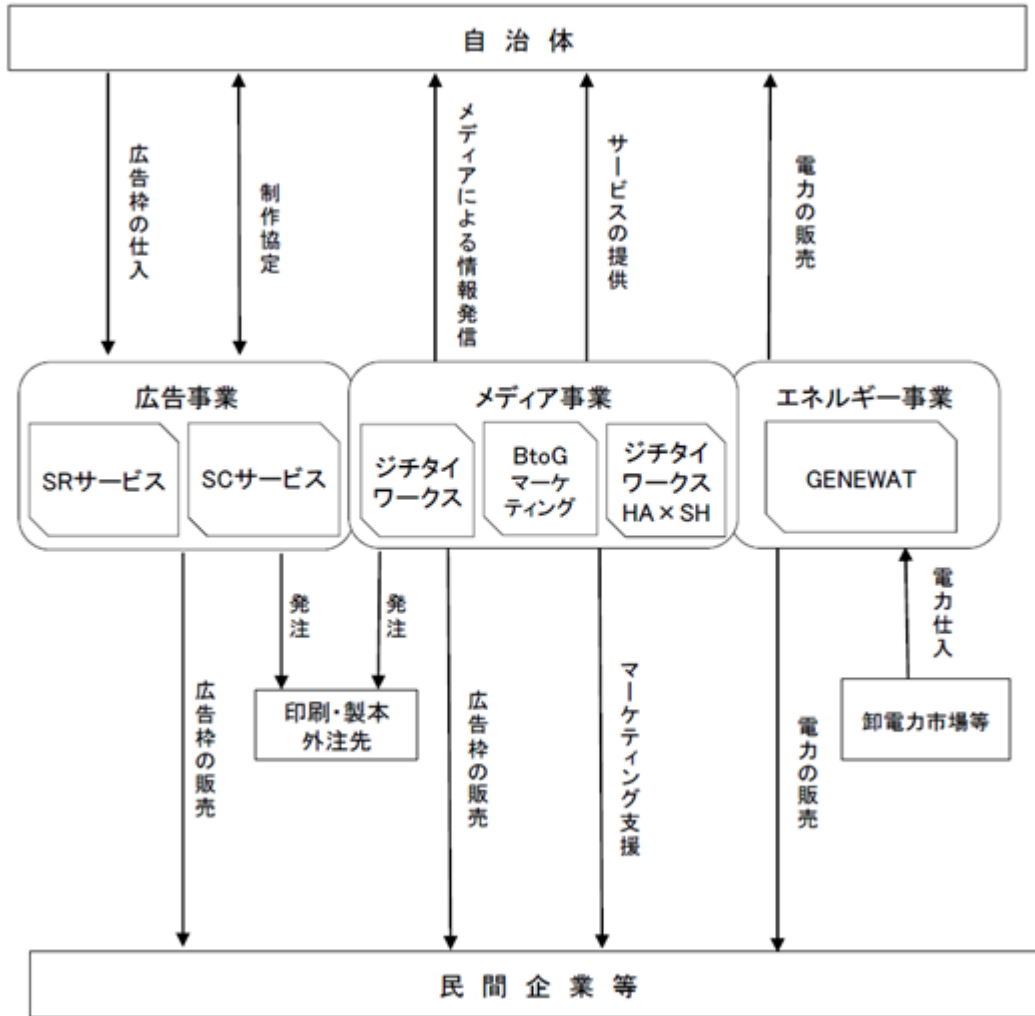 自治体
広告枠の仕入
制作協定
メディアによる情報発信
サービスの提供
電力の販売
広告事業
SRサービス
SCサービス
メディア事業
ジチタイ
ワークス
BtoG
マーケ
ティング
ジチタイ
ワークス
HA×SH
エネルギー事業
GENEWAT
広告枠の販売
発注
発注
印刷・製本
外注先
広告枠の販売
マーケティング支援
電力の販売
電力仕入
卸電力市場等
民間企業等